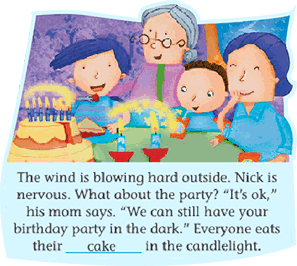 The wind is blowing hard outside. Nick is
nervous. What about the party? “It’s ok,”
his mom says. “We can still have your
birthday party in the dark.” Everyone eats
their cake in the candlelight.